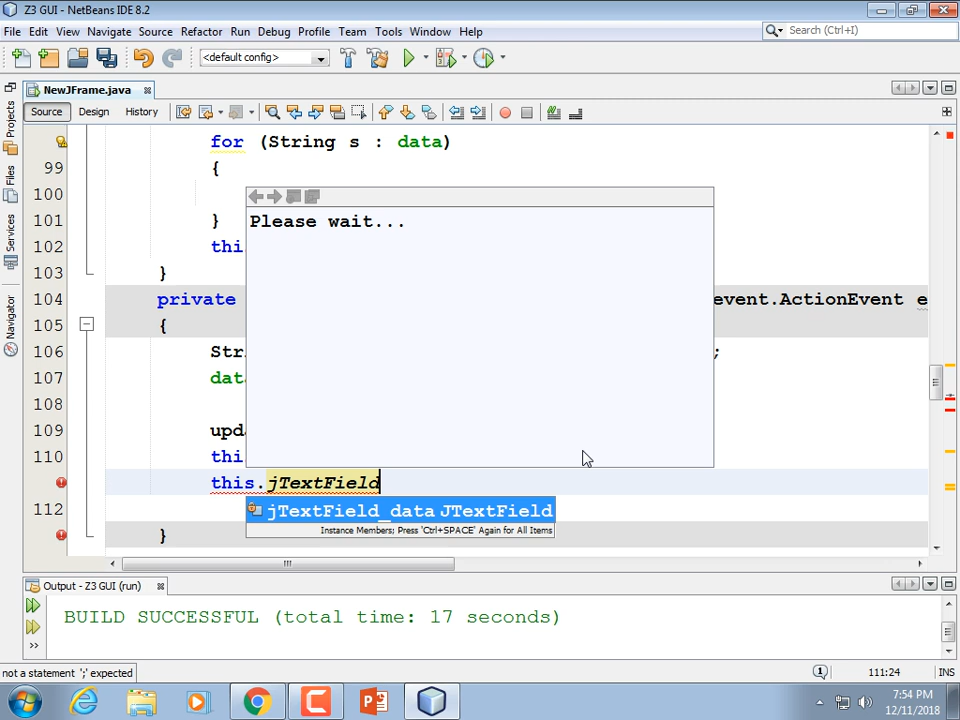 Z3 GUI - NetBeans IDE 8.2
File Edit View Navigate Source Refactor Run Debug Profile Team Tools Window Help
Search (Ctrl+I)
<default config>
NewJFrame.java
Source Design History
Projects
Files
Services
Navigator
for (String s : data)
99 {
100
101 }
102 thi
103 }
104 private event.ActionEvent e
105 {
106 Str ;
107 data
108
109 upda
110 thi
this.jTextField
112
}
Please wait...
jTextField_data JTextField
Instance Members; Press 'Ctrl+SPACE' Again for All Items
Output - Z3 GUI (run)
BUILD SUCCESSFUL (total time: 17 seconds)
not a statement ';' expected
1
111:24
INS
7:54 PM
12/11/2018